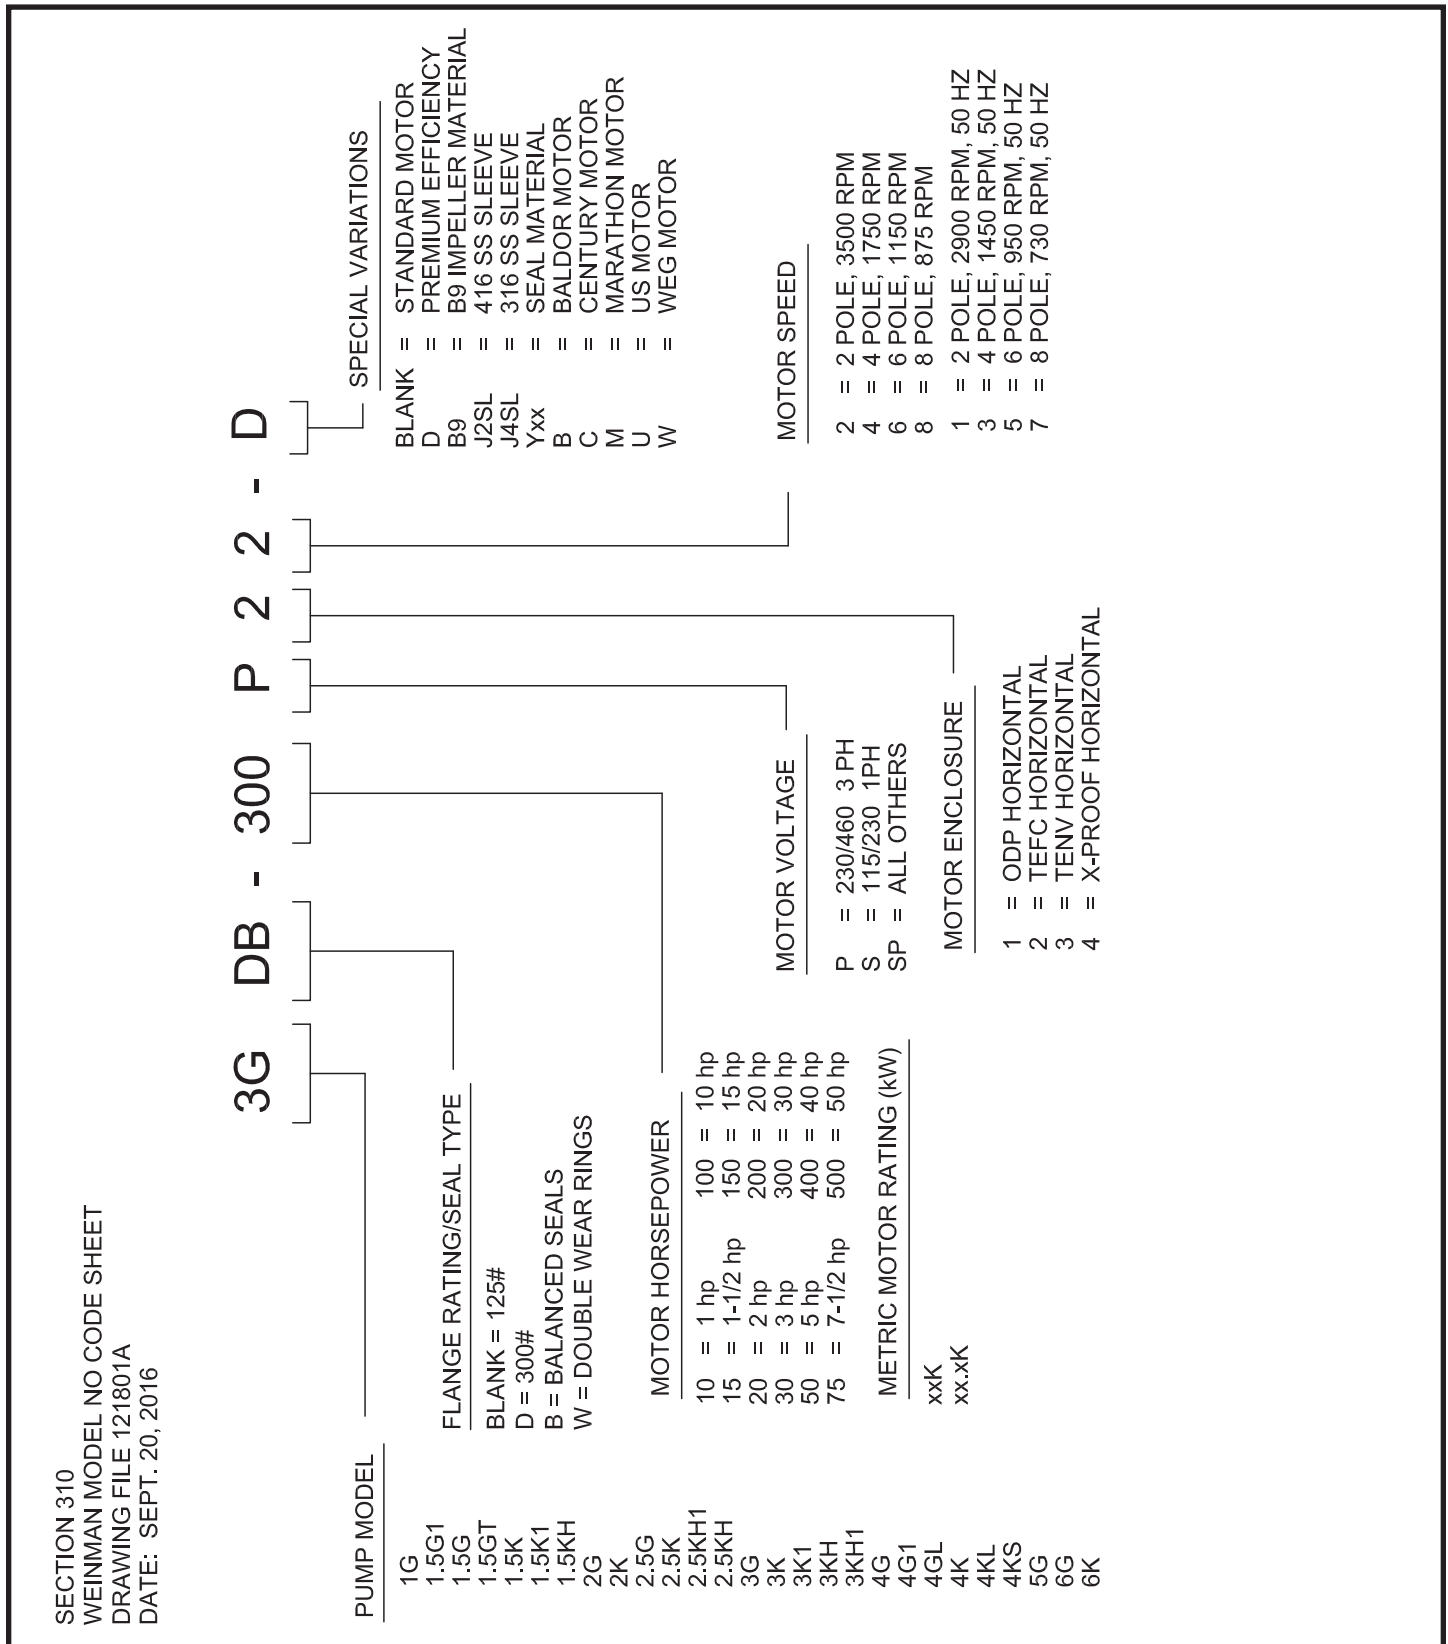 SECTION 310
WEINMAN MODEL NO CODE SHEET
DRAWING FILE 121801A
DATE: SEPT. 20, 2016
3G DB - 300 P 2 2 - D
PUMP MODEL
1G
1.5G1
1.5G
1.5GT
1.5K
1.5K1
1.5KH
2G
2K
2.5G
2.5K
2.5KH1
2.5KH
3G
3K
3K1
3KH
3KH1
4G
4G1
4GL
4K
4KL
4KS
5G
6G
6K
FLANGE RATING/SEAL TYPE
BLANK = 125#
D = 300#
B = BALANCED SEALS
W = DOUBLE WEAR RINGS
MOTOR HORSEPOWER
10 = 1 hp 100 = 10 hp
15 = 1-1/2 hp 150 = 15 hp
20 = 2 hp 200 = 20 hp
30 = 3 hp 300 = 30 hp
50 = 5 hp 400 = 40 hp
75 = 7-1/2 hp 500 = 50 hp
METRIC MOTOR RATING (kW)
xxK
xx.xK
MOTOR VOLTAGE
P = 230/460 3 PH
S = 115/230 1PH
SP = ALL OTHERS
MOTOR ENCLOSURE
1 = ODP HORIZONTAL
2 = TEFC HORIZONTAL
3 = TENV HORIZONTAL
4 = X-PROOF HORIZONTAL
SPECIAL VARIATIONS
BLANK = STANDARD MOTOR
D = PREMIUM EFFICIENCY
B9 = B9 IMPELLER MATERIAL
J2SL = 416 SS SLEEVE
J4SL = 316 SS SLEEVE
Yxx = SEAL MATERIAL
B = BALDOR MOTOR
C = CENTURY MOTOR
M = MARATHON MOTOR
U = US MOTOR
W = WEG MOTOR
MOTOR SPEED
2 = 2 POLE, 3500 RPM
4 = 4 POLE, 1750 RPM
6 = 6 POLE, 1150 RPM
8 = 8 POLE, 875 RPM
1 = 2 POLE, 2900 RPM, 50 HZ
3 = 4 POLE, 1450 RPM, 50 HZ
5 = 6 POLE, 950 RPM, 50 HZ
7 = 8 POLE, 730 RPM, 50 HZ